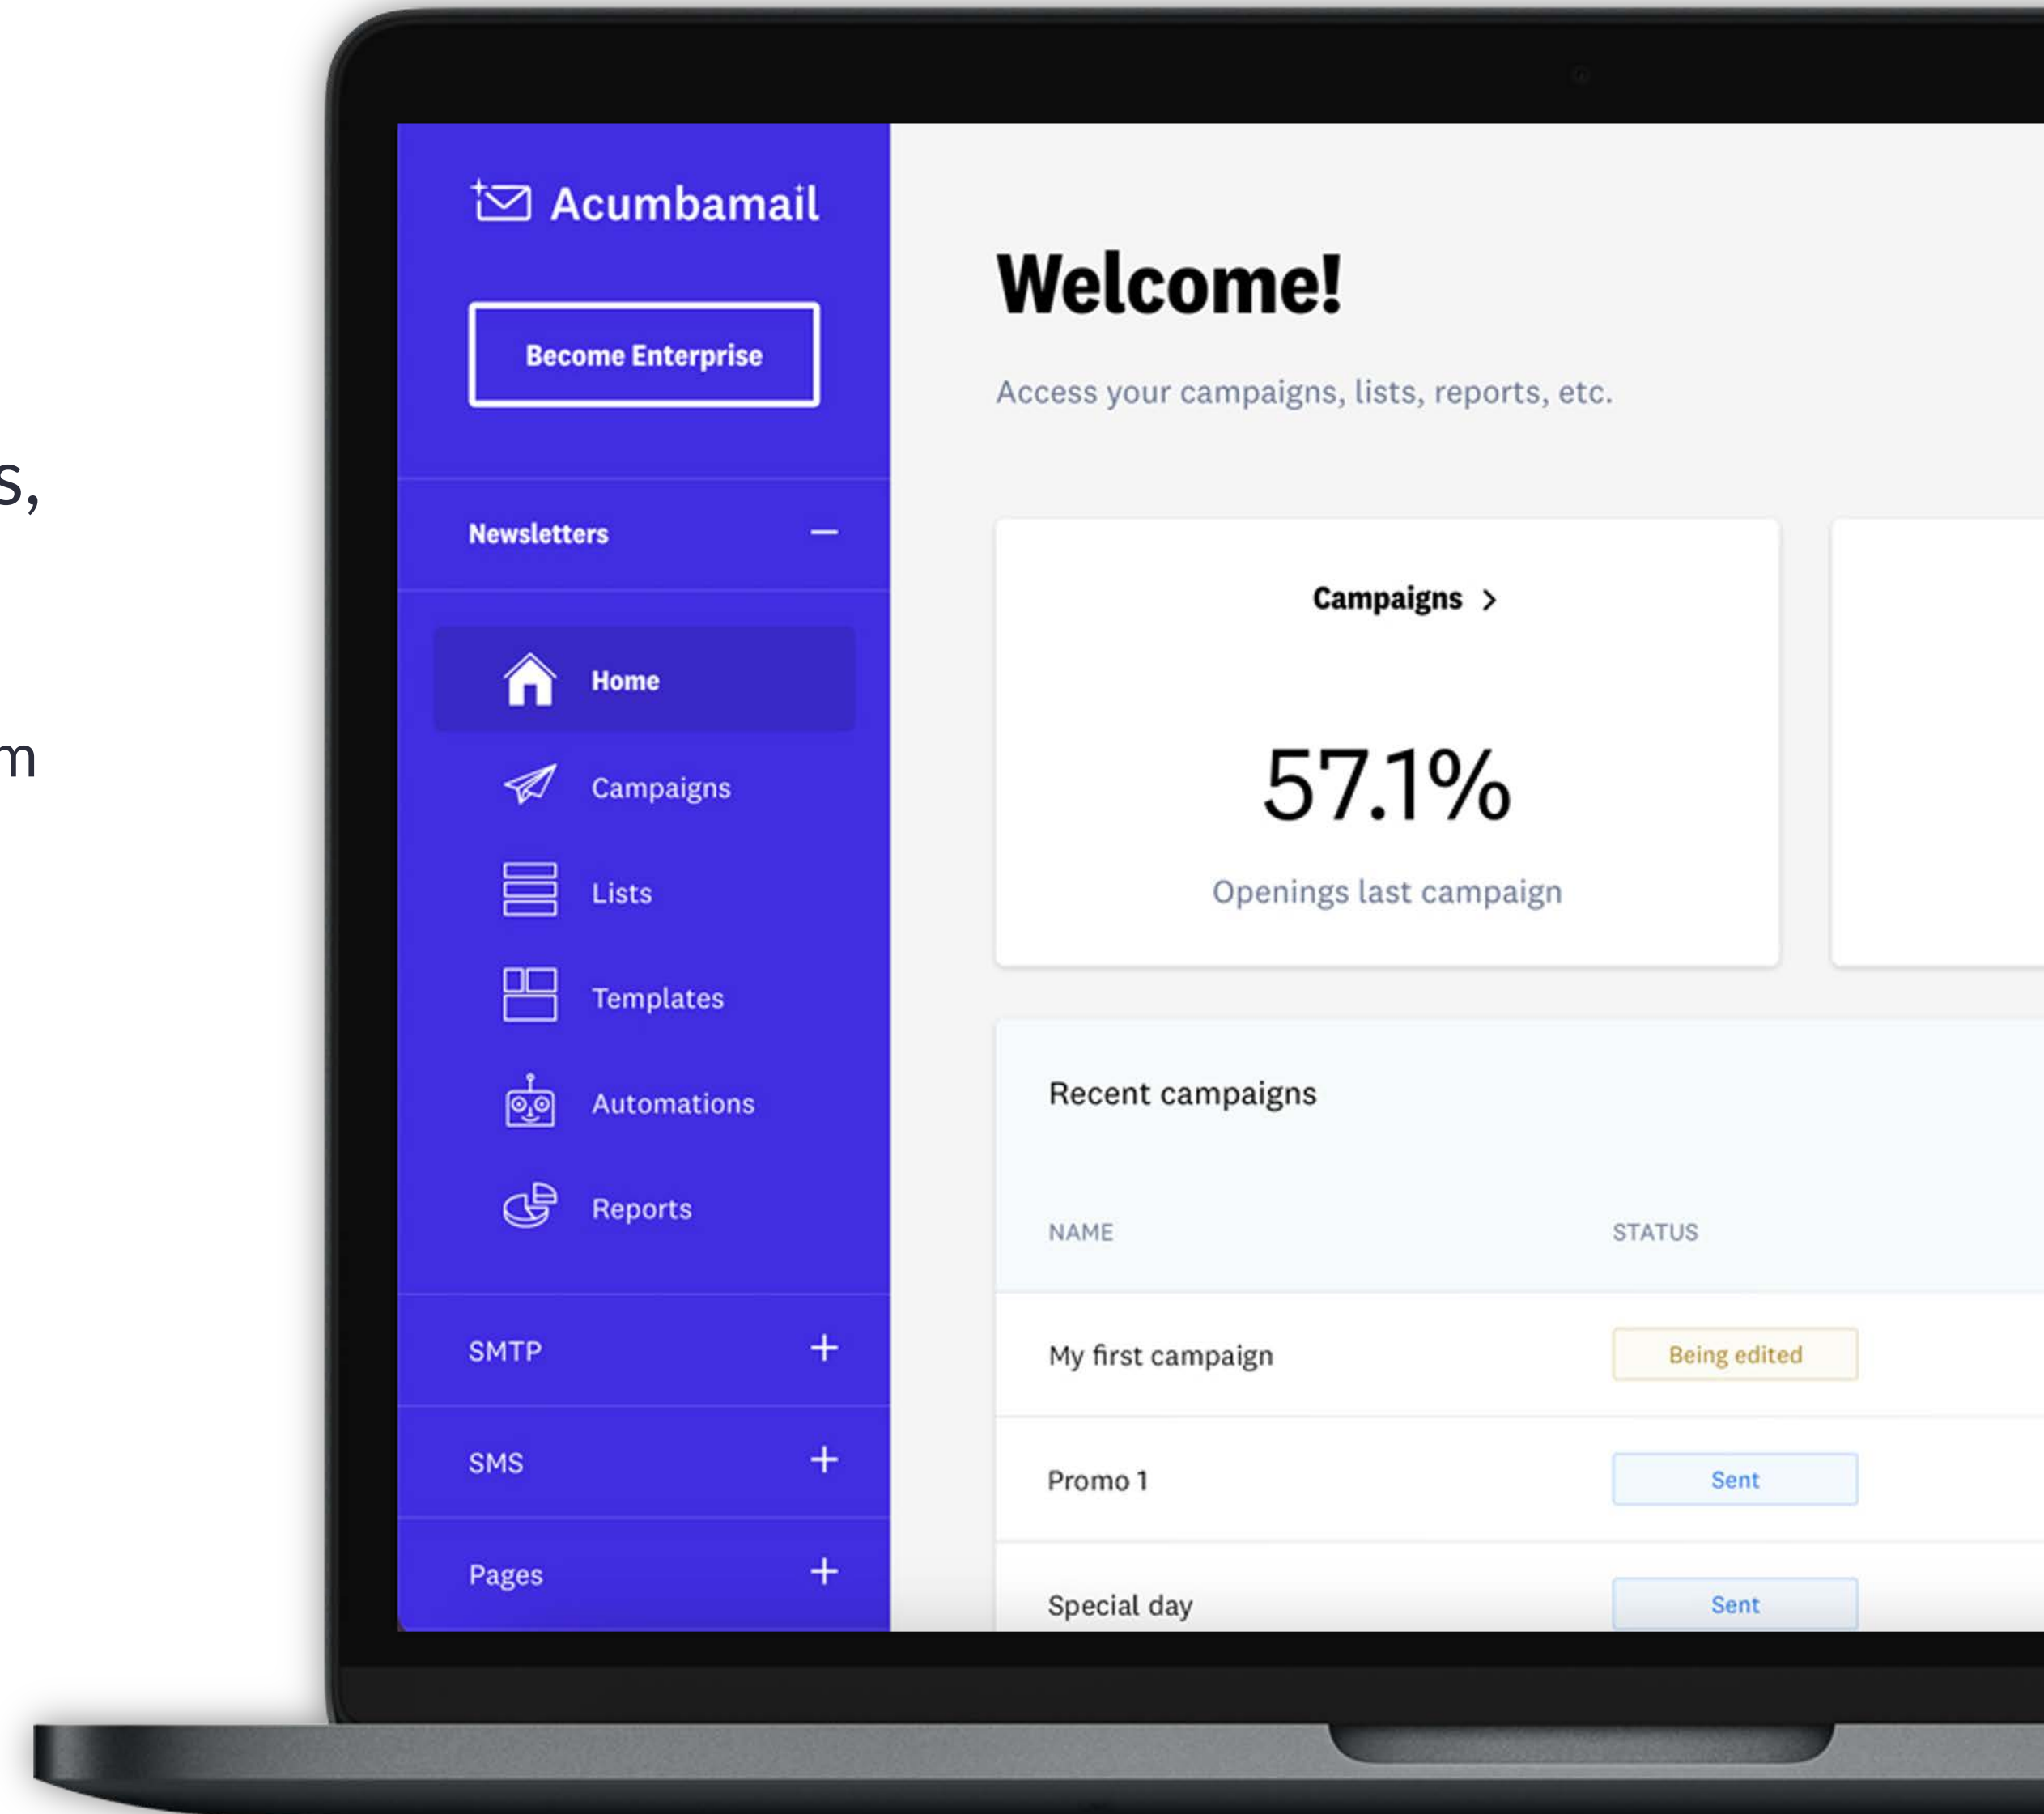 s,
m
Acumbamail
Become Enterprise
Newsletters
Home
Campaigns
Lists
Templates
Automations
Reports
SMTP
SMS
Pages
Welcome!
Access your campaigns, lists, reports, etc.
Campaigns
57.1%
Openings last campaign
Recent campaigns
NAME STATUS
My first campaign Being edited
Promo 1 Sent
Special day Sent